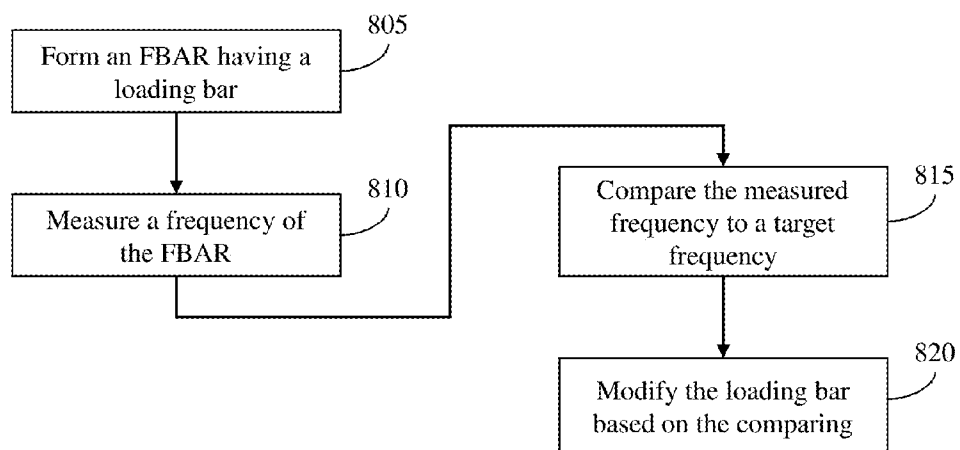 805
Form an FBAR having a
loading bar
810
Measure a frequency of
the FBAR
815
Compare the measured
frequency to a target
frequency
820
Modify the loading bar
based on the comparing